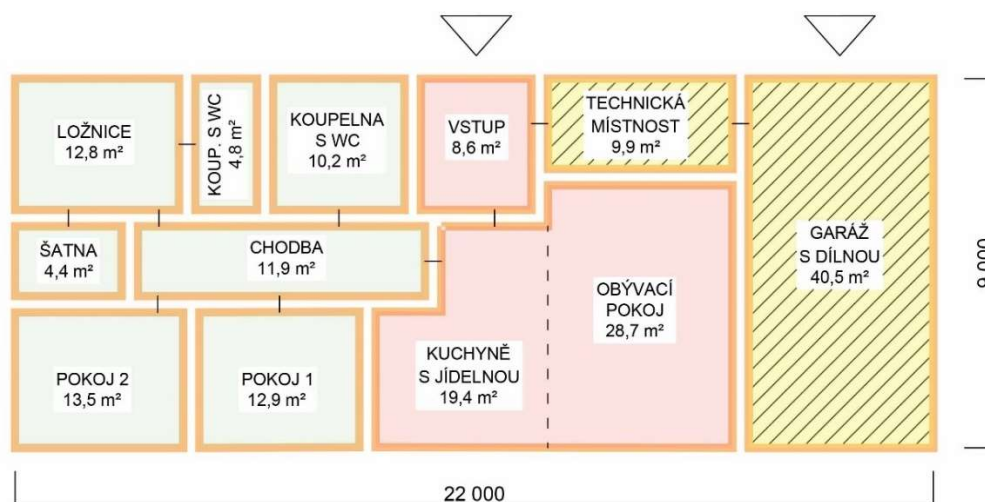 LOŽNICE
12,8 m²
KOUP. S WC
4,8 m²
KOUPELNA
S WC
10,2 m²
VSTUP
8,6 m²
TECHNICKÁ
MÍSTNOST
9,9 m²
ŠATNA
4,4 m²
CHODBA
11,9 m²
GARÁŽ
S DÍLNOU
40,5 m²
OBÝVACÍ
POKOJ
28,7 m²
KUCHYNĚ
S JÍDELNOU
19,4 m²
POKOJ 2
13,5 m²
POKOJ 1
12,9 m²
9 000
22 000